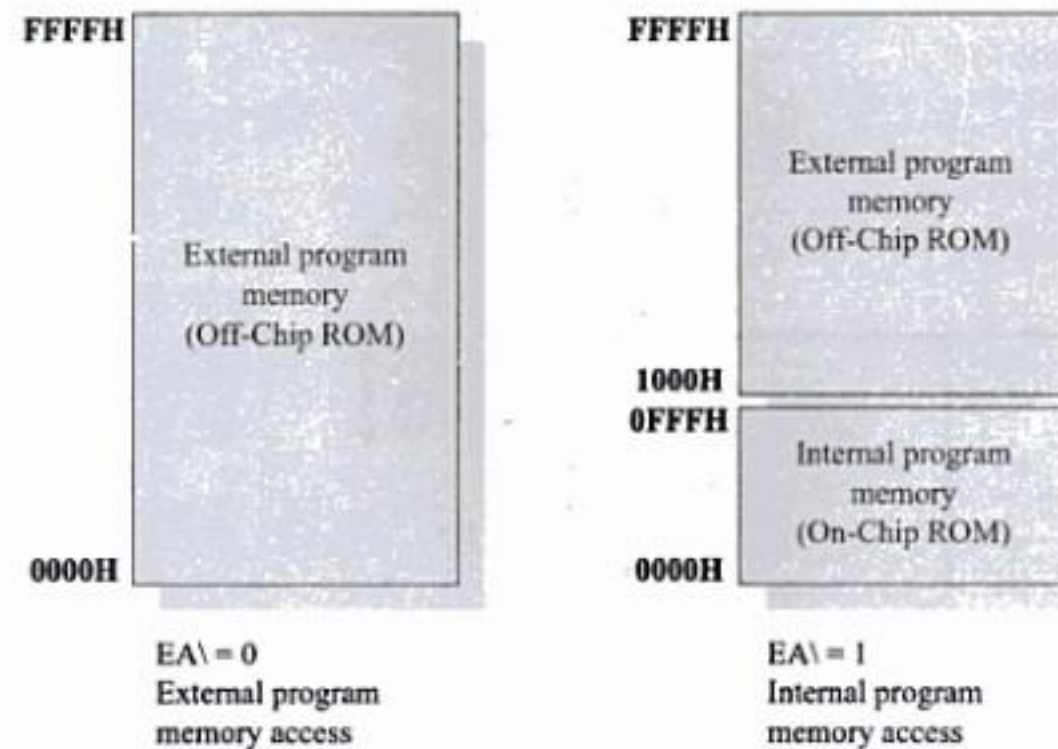 FFFFH
External program
memory
(Off-Chip ROM)
0000H
EA\ = 0
External program
memory access
FFFFH
External program
memory
(Off-Chip ROM)
1000H
0FFFH
Internal program
memory
(On-Chip ROM)
0000H
EA\ = 1
Internal program
memory access